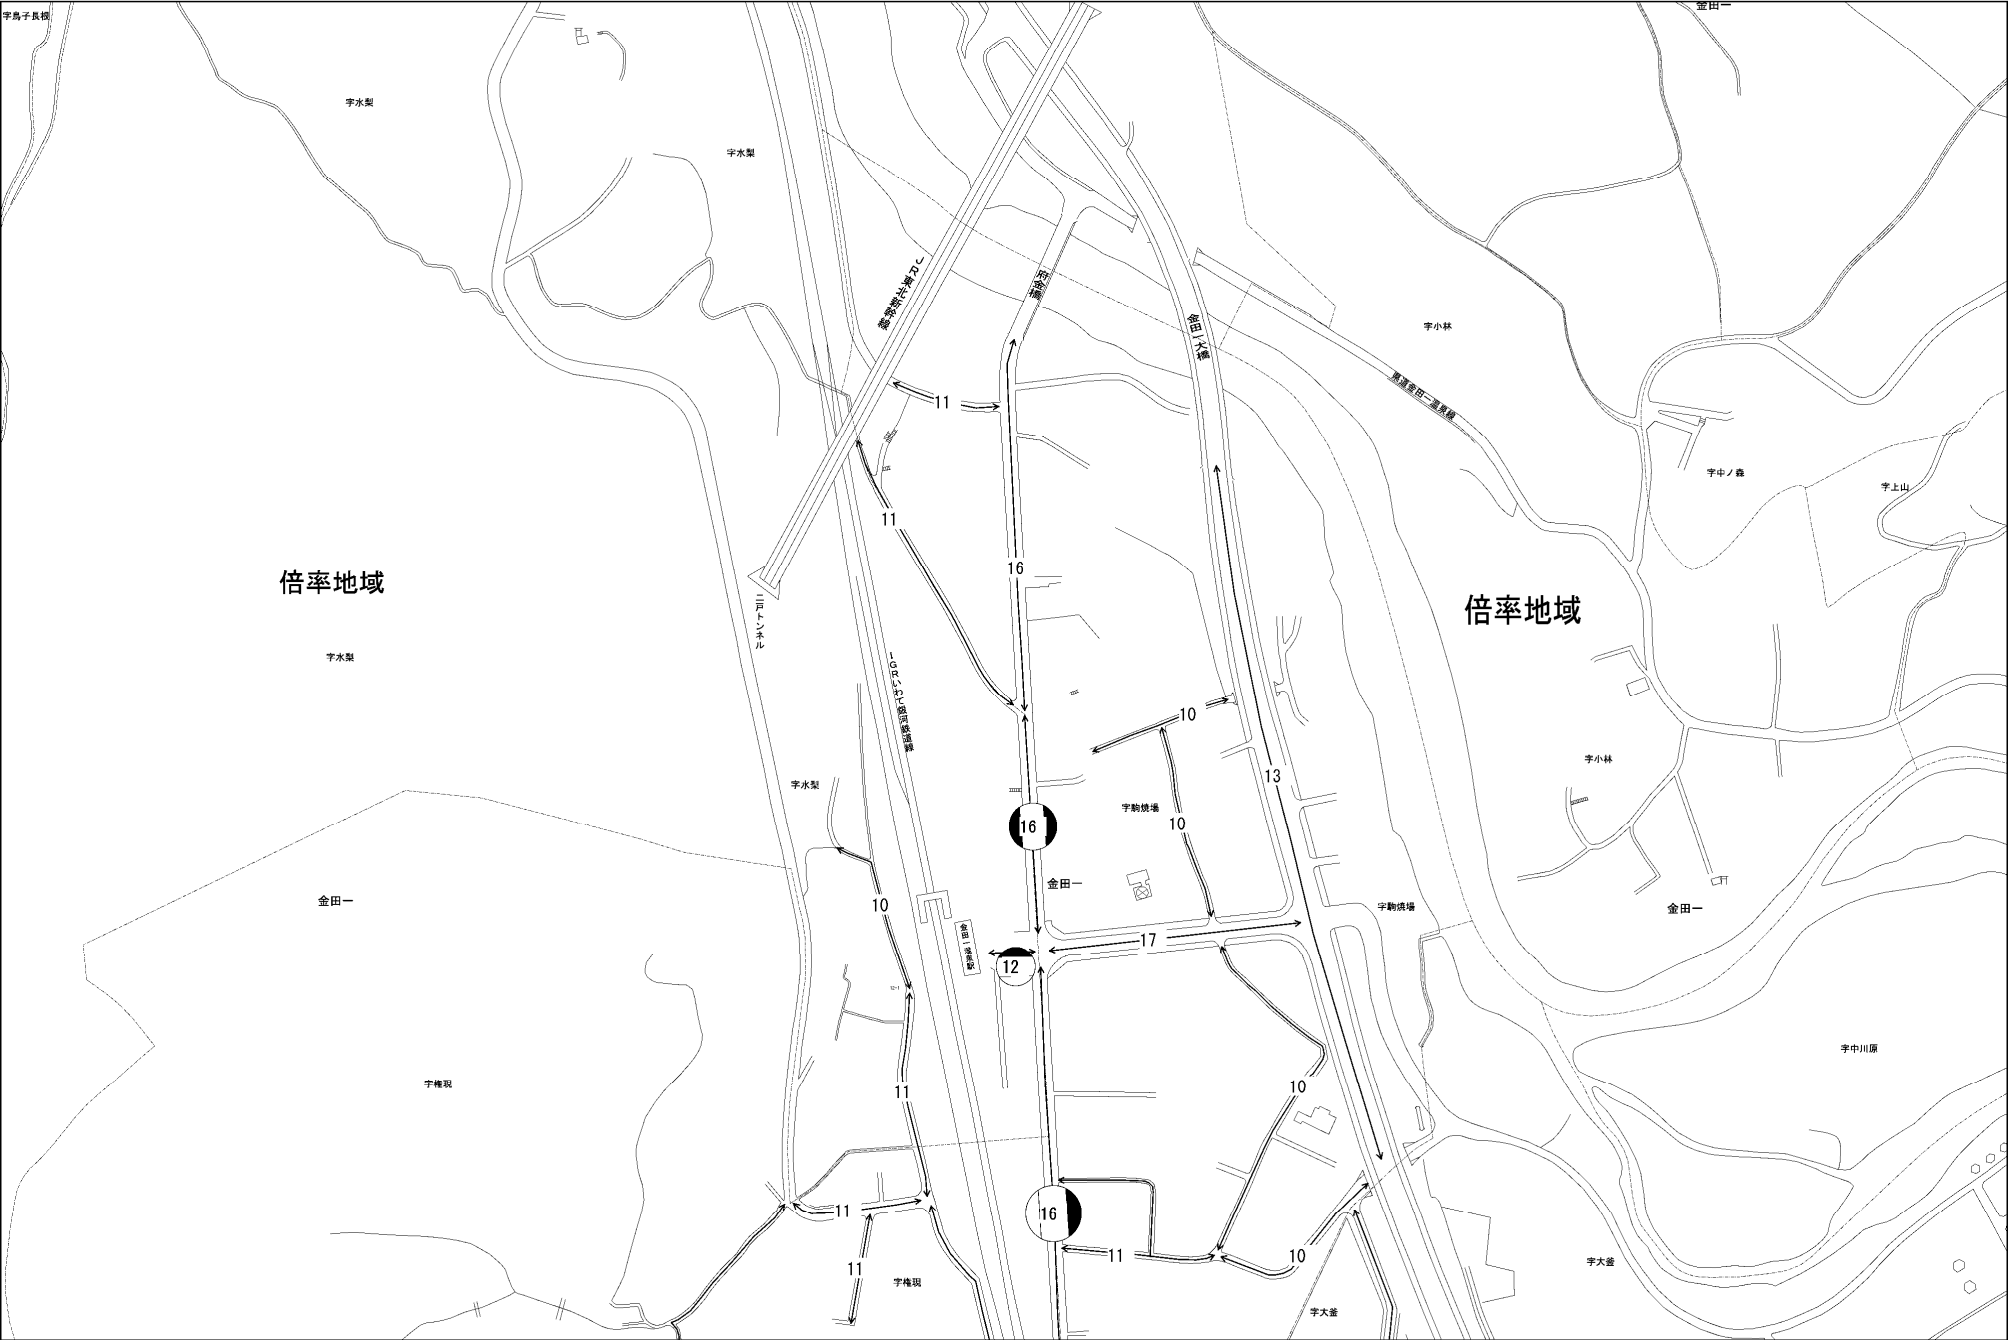 字鳥子長根
金田一
字水梨
字水梨
JR東北新幹線
府金橋
金田一大橋
字小林
県道金田一温泉線
11
字中ノ森
字上山
11
16
倍率地域
倍率地域
二戸トンネル
字水梨
IGRいわて銀河鉄道線
10
字小林
13
字水梨
字駒焼場
10
16
金田一
金田一
10
字駒焼場
金田一
17
金田一温泉駅
12
12-1
字中川原
字権現
10
11
11
16
11
10
字大釜
11
字権現
字大釜